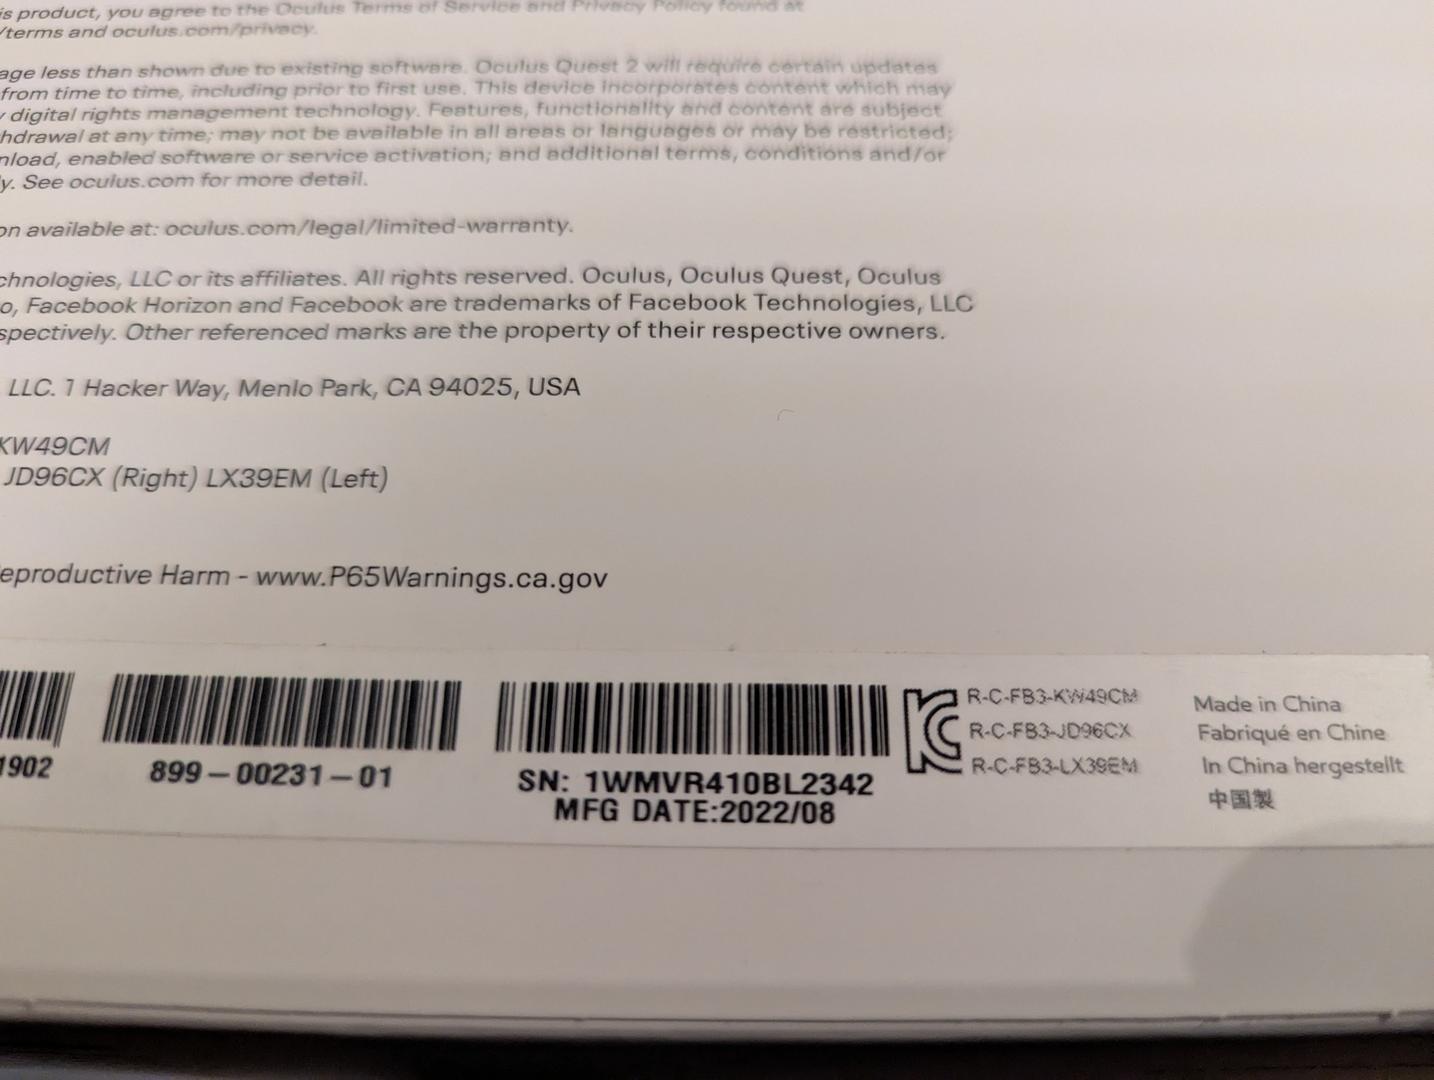 is product, you agree to the Oculus Terms of Service and Privacy Policy found at
/terms and oculus.com/privacy.
age less than shown due to existing software. Oculus Quest 2 will require certain updates
from time to time, including prior to first use. This device incorporates content which may
y digital rights management technology. Features, functionality and content are subject
hdrawal at any time; may not be available in all areas or languages or may be restricted;
nload, enabled software or service activation; and additional terms, conditions and/or
y. See oculus.com for more detail.
on available at: oculus.com/legal/limited-warranty.
chnologies, LLC or its affiliates. All rights reserved. Oculus, Oculus Quest, Oculus
o, Facebook Horizon and Facebook are trademarks of Facebook Technologies, LLC
spectively. Other referenced marks are the property of their respective owners.
LLC. 1 Hacker Way, Menlo Park, CA 94025, USA
KW49CM
JD96CX (Right) LX39EM (Left)
eproductive Harm - www.P65Warnings.ca.gov
1902
899-00231-01
SN: 1WMVR410BL2342
MFG DATE:2022/08
KC
R-C-FB3-KW49CM
R-C-FB3-JD96CX
R-C-FB3-LX39EM
Made in China
Fabriqué en Chine
In China hergestellt
中国製